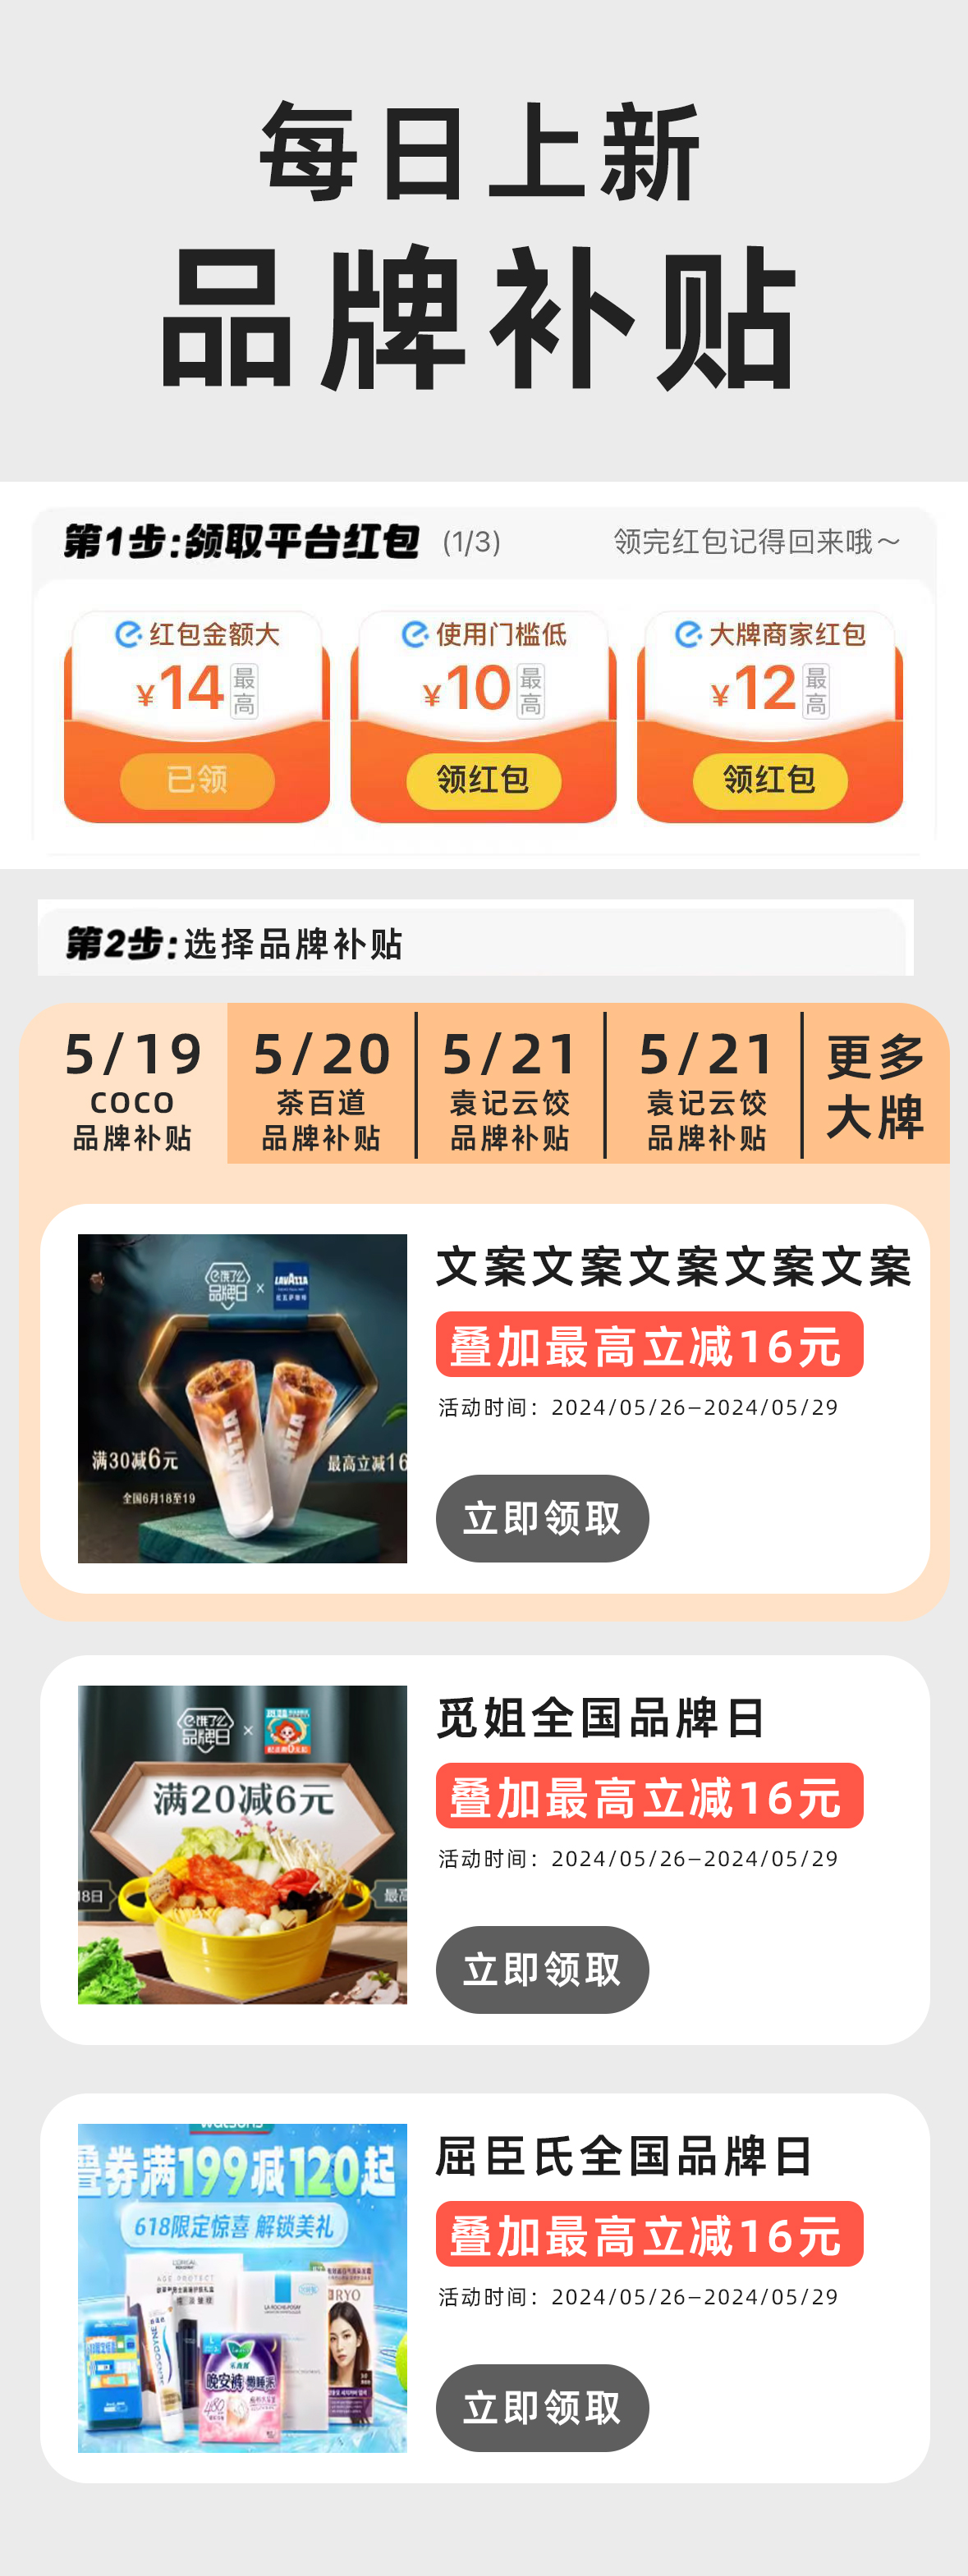 每日上新
品牌补贴
第1步:领取平台红包 (1/3) 领完红包记得回来哦～
红包金额大
¥14 最高
已领
使用门槛低
¥10 最高
领红包
大牌商家红包
¥12 最高
领红包
第2步:选择品牌补贴
5/19
COCO
品牌补贴
5/20
茶百道
品牌补贴
5/21
袁记云饺
品牌补贴
5/21
袁记云饺
品牌补贴
更多
大牌
饿了么
品牌日
×
LAVAZZA
满30减6元
最高立减16
全国6月18至19
文案文案文案文案文案
叠加最高立减16元
活动时间：2024/05/26—2024/05/29
立即领取
饿了么
品牌日
×
满20减6元
8日
最高
觅姐全国品牌日
叠加最高立减16元
活动时间：2024/05/26—2024/05/29
立即领取
watsons
叠券满199减120起
618限定惊喜 解锁美礼
L'OREAL
AGE PROTECT
LA ROCHE-POSAY
RYO
晚安裤
屈臣氏全国品牌日
叠加最高立减16元
活动时间：2024/05/26—2024/05/29
立即领取